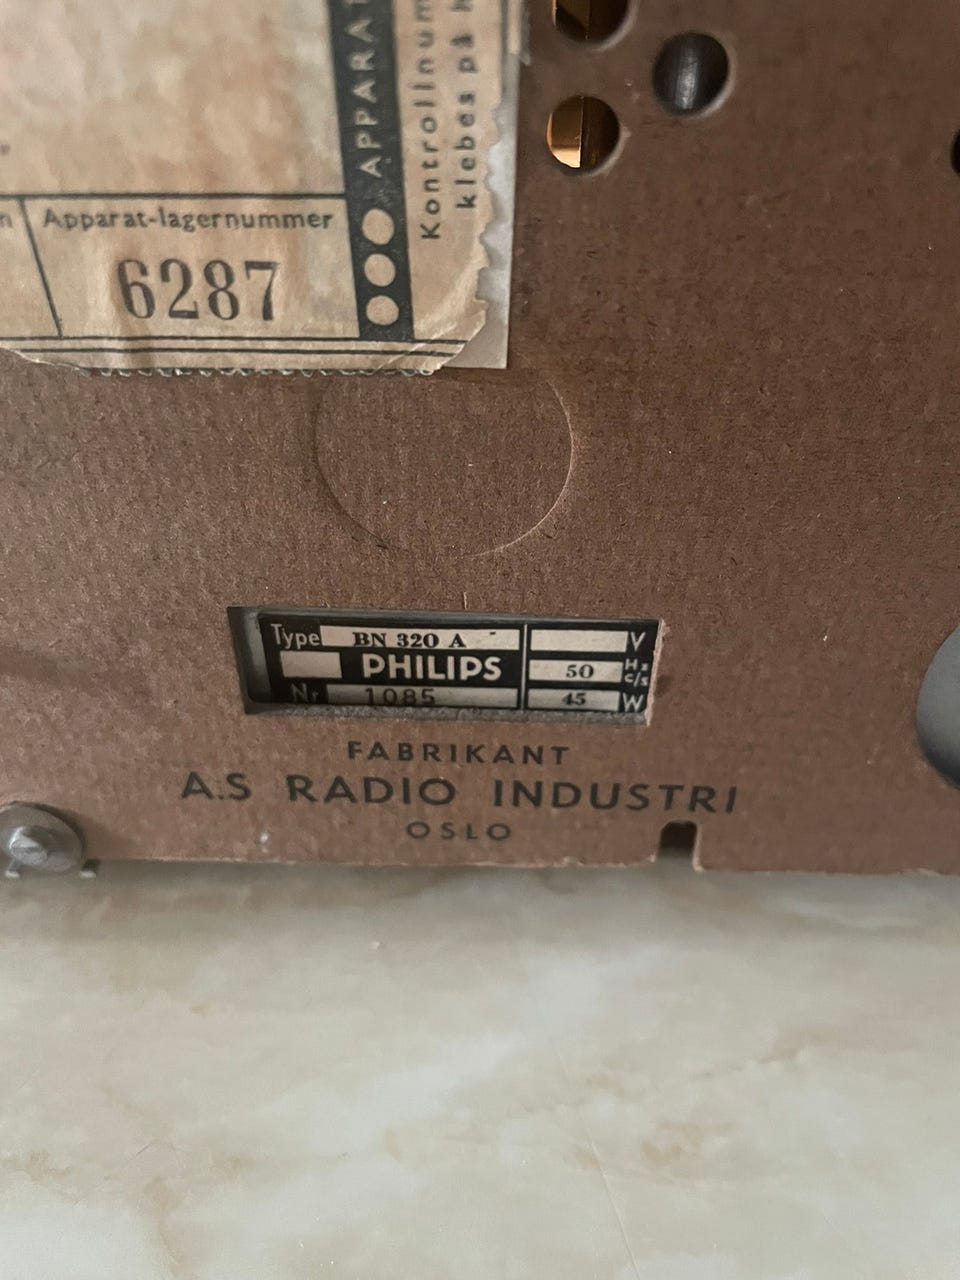 APPARAT
Kontrollnum
klebes på
n
Apparat-lagernummer
6287
Type BN 320 A V
PHILIPS 50 Hz c/s
Nr 1085 45 W
FABRIKANT
A.S RADIO INDUSTRI
OSLO